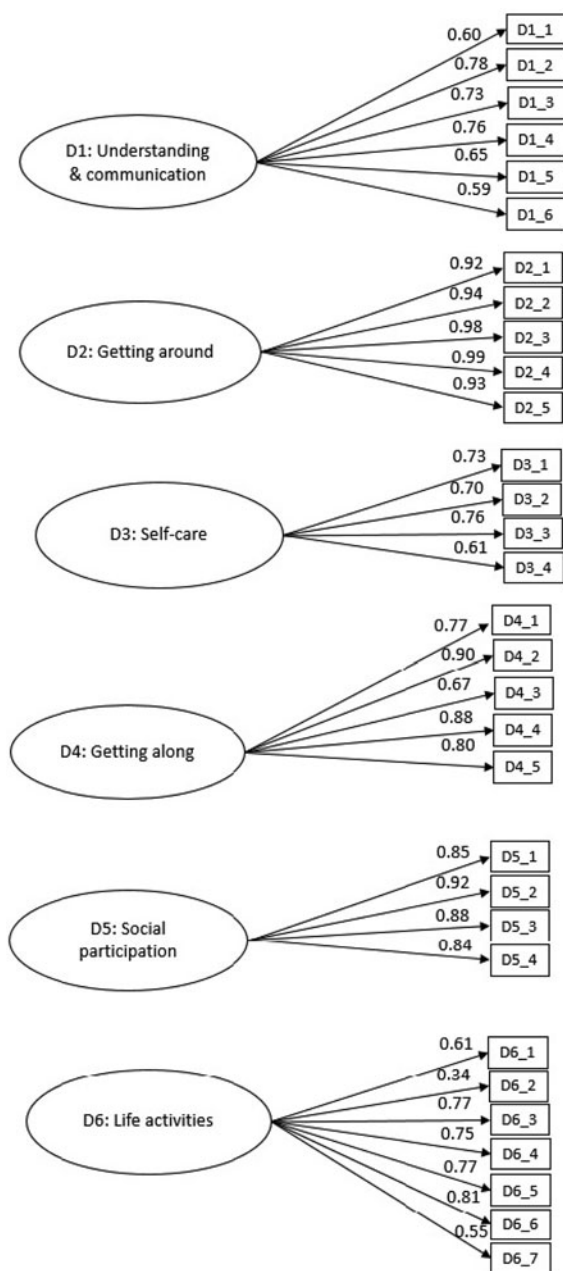 D1: Understanding
& communication
0.60
0.78
0.73
0.76
0.65
0.59
D1_1
D1_2
D1_3
D1_4
D1_5
D1_6
D2: Getting around
0.92
0.94
0.98
0.99
0.93
D2_1
D2_2
D2_3
D2_4
D2_5
D3: Self-care
0.73
0.70
0.76
0.61
D3_1
D3_2
D3_3
D3_4
D4: Getting along
0.77
0.90
0.67
0.88
0.80
D4_1
D4_2
D4_3
D4_4
D4_5
D5: Social
participation
0.85
0.92
0.88
0.84
D5_1
D5_2
D5_3
D5_4
D6: Life activities
0.61
0.34
0.77
0.75
0.77
0.81
0.55
D6_1
D6_2
D6_3
D6_4
D6_5
D6_6
D6_7